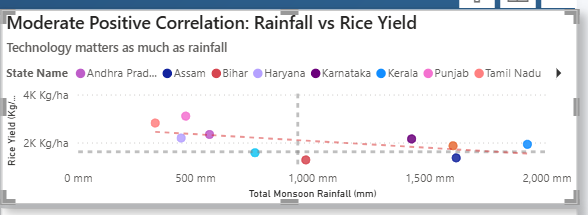 Moderate Positive Correlation: Rainfall vs Rice Yield
Technology matters as much as rainfall
State Name Andhra Prad... Assam Bihar Haryana Karnataka Kerala Punjab Tamil Nadu
Rice Yield (Kg/...
4K Kg/ha
2K Kg/ha
0 mm 500 mm 1,000 mm 1,500 mm 2,000 mm
Total Monsoon Rainfall (mm)